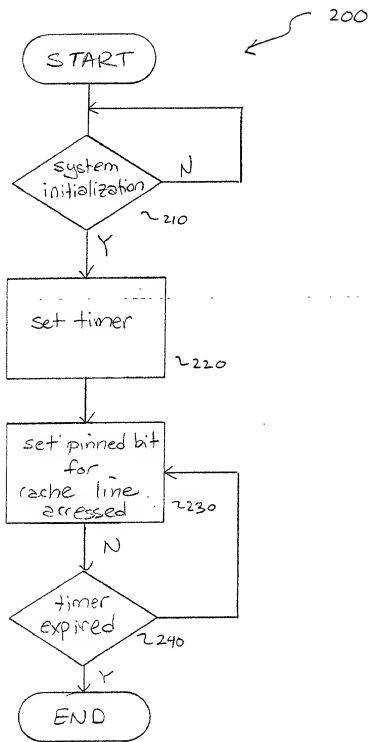 200
START
system
initialization
N
~210
Y
set timer
~220
set pinned bit
for
cache line
accessed
~230
N
timer
expired
~240
Y
END